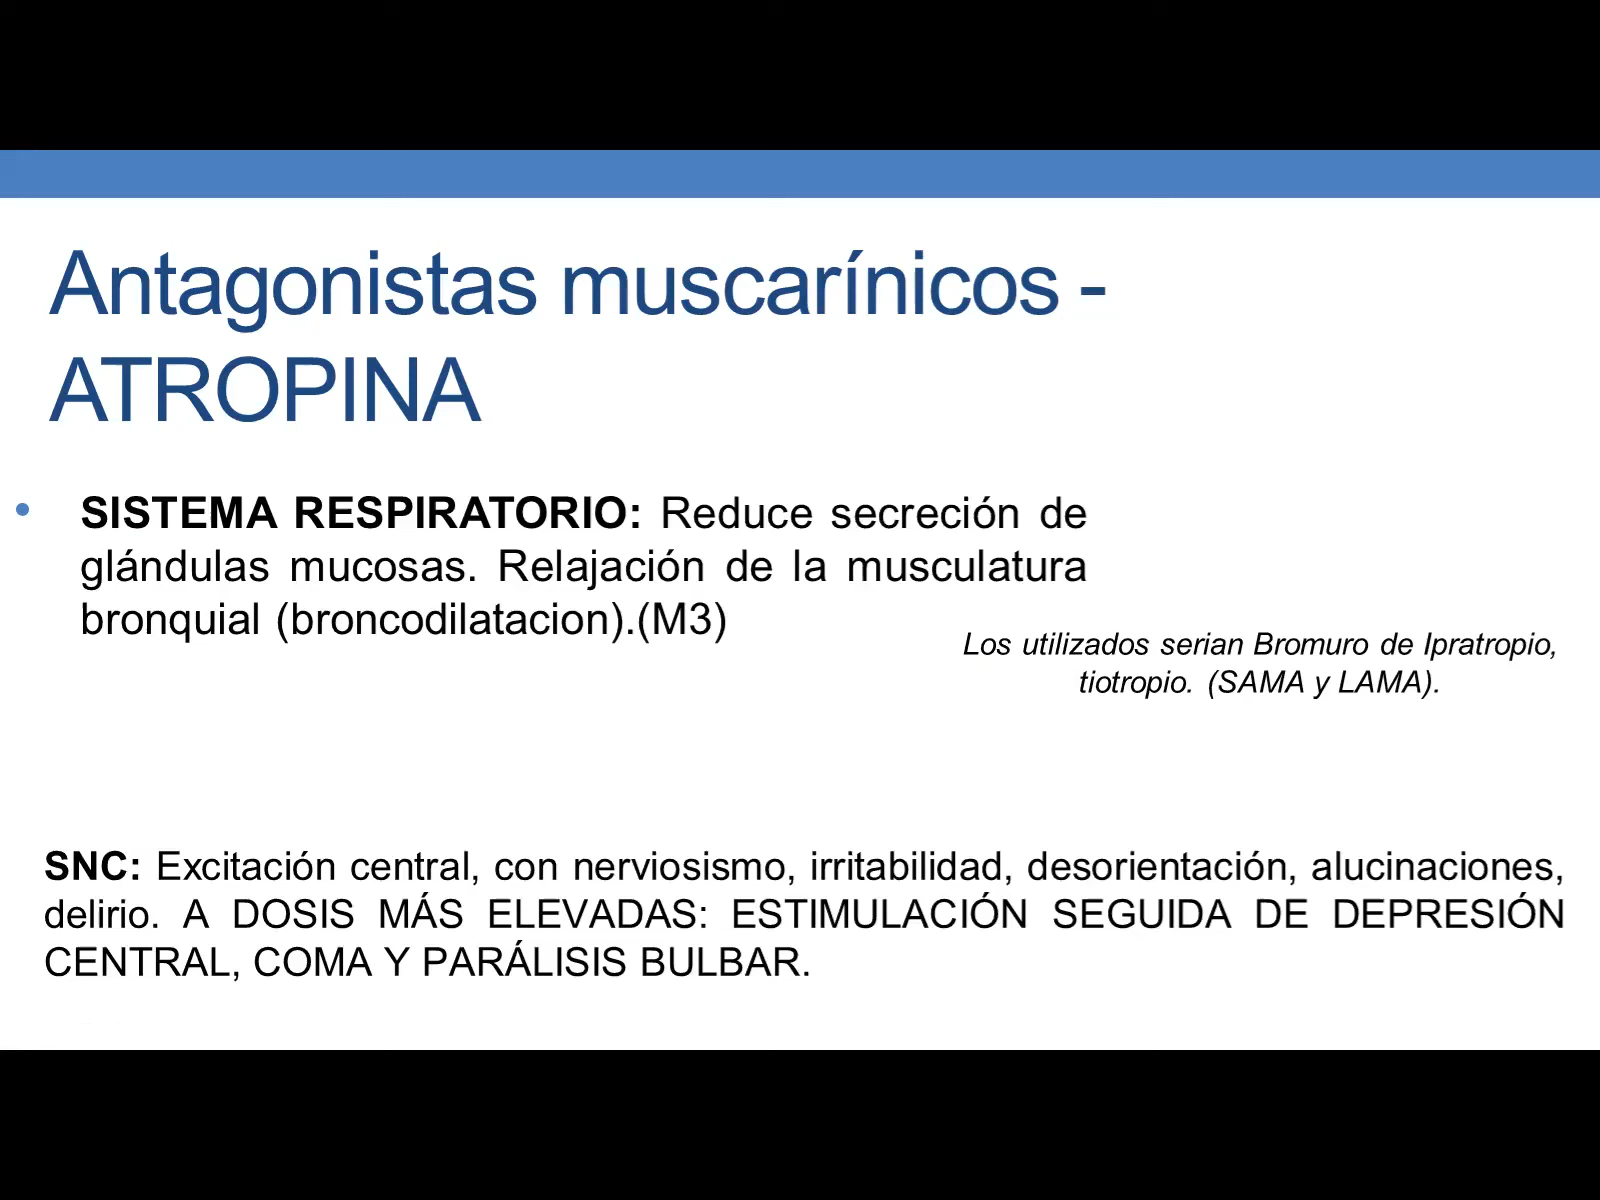 Antagonistas muscarínicos -
ATROPINA
• SISTEMA RESPIRATORIO: Reduce secreción de
glándulas mucosas. Relajación de la musculatura
bronquial (broncodilatacion).(M3)
Los utilizados serian Bromuro de Ipratropio,
tiotropio. (SAMA y LAMA).
SNC: Excitación central, con nerviosismo, irritabilidad, desorientación, alucinaciones,
delirio. A DOSIS MÁS ELEVADAS: ESTIMULACIÓN SEGUIDA DE DEPRESIÓN
CENTRAL, COMA Y PARÁLISIS BULBAR.